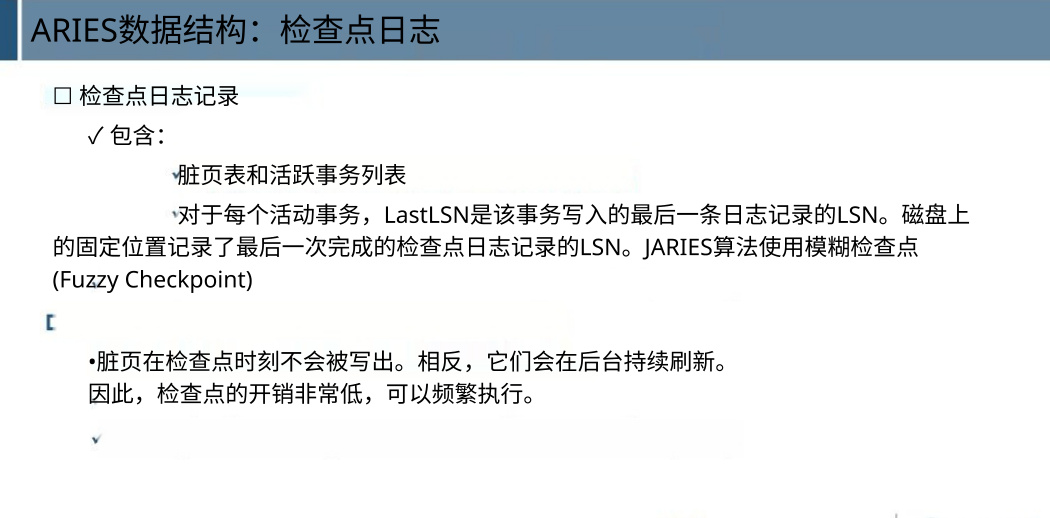 ARIES数据结构：检查点日志
☐ 检查点日志记录
✓ 包含：
脏页表和活跃事务列表
对于每个活动事务，LastLSN是该事务写入的最后一条日志记录的LSN。磁盘上
的固定位置记录了最后一次完成的检查点日志记录的LSN。JARIES算法使用模糊检查点
(Fuzzy Checkpoint)
•脏页在检查点时刻不会被写出。相反，它们会在后台持续刷新。
因此，检查点的开销非常低，可以频繁执行。